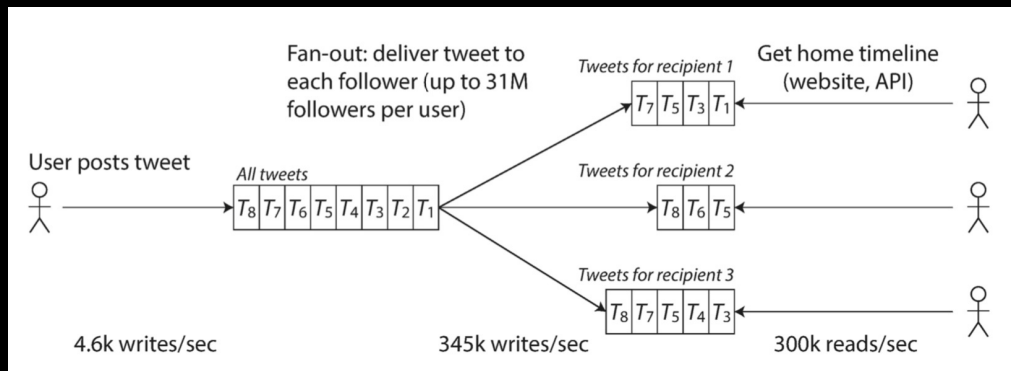 Fan-out: deliver tweet to
each follower (up to 31M
followers per user)
Tweets for recipient 1
T₇ T₅ T₃ T₁
Get home timeline
(website, API)
User posts tweet
All tweets
T₈ T₇ T₆ T₅ T₄ T₃ T₂ T₁
Tweets for recipient 2
T₈ T₆ T₅
Tweets for recipient 3
T₈ T₇ T₅ T₄ T₃
4.6k writes/sec
345k writes/sec
300k reads/sec